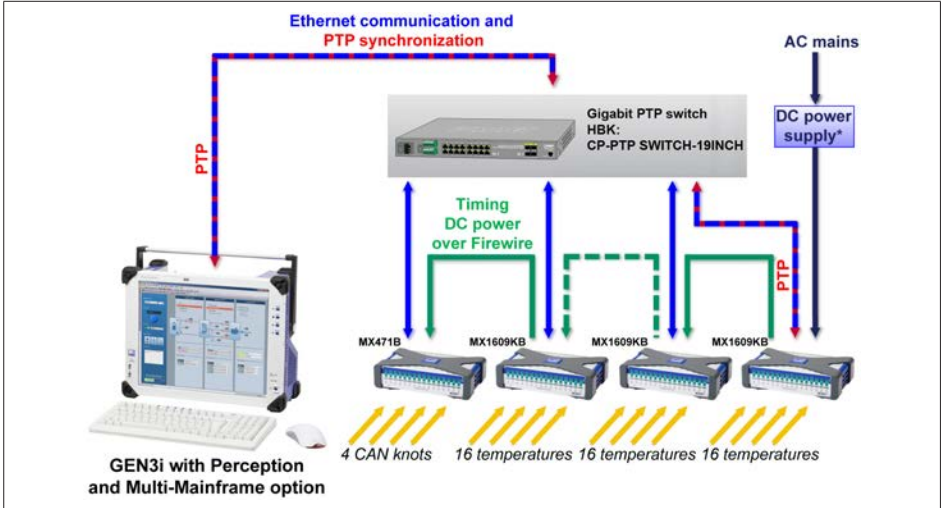 Ethernet communication and
PTP synchronization
AC mains
Gigabit PTP switch
HBK:
CP-PTP SWITCH-19INCH
DC power
supply*
PTP
Timing
DC power
over Firewire
PTP
MX471B
MX1609KB
MX1609KB
MX1609KB
4 CAN knots
16 temperatures
16 temperatures
16 temperatures
GEN3i with Perception
and Multi-Mainframe option